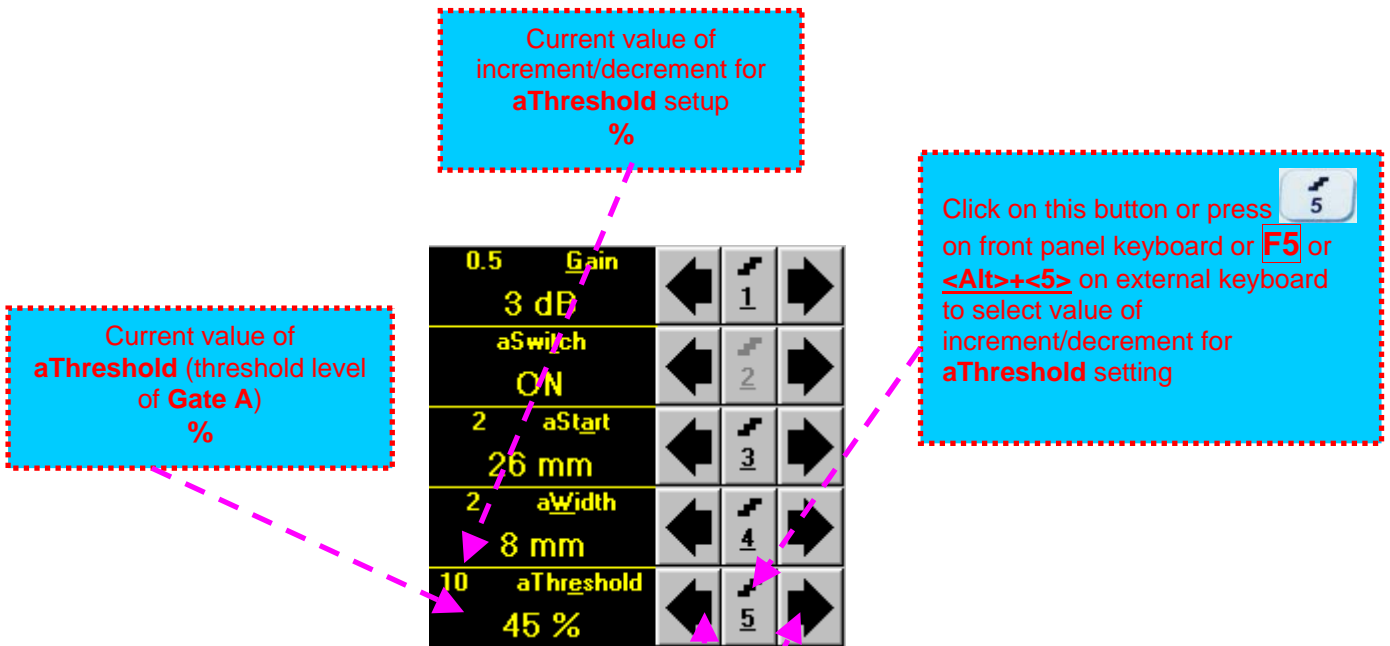 Current value of
increment/decrement for
aThreshold setup
%
Click on this button or press 5
on front panel keyboard or F5 or
<Alt>+<5> on external keyboard
to select value of
increment/decrement for
aThreshold setting
Current value of
aThreshold (threshold level
of Gate A)
%
0.5 Gain
3 dB
1
aSwitch
ON
2
2 aStart
26 mm
3
2 aWidth
8 mm
4
10 aThreshold
45 %
5